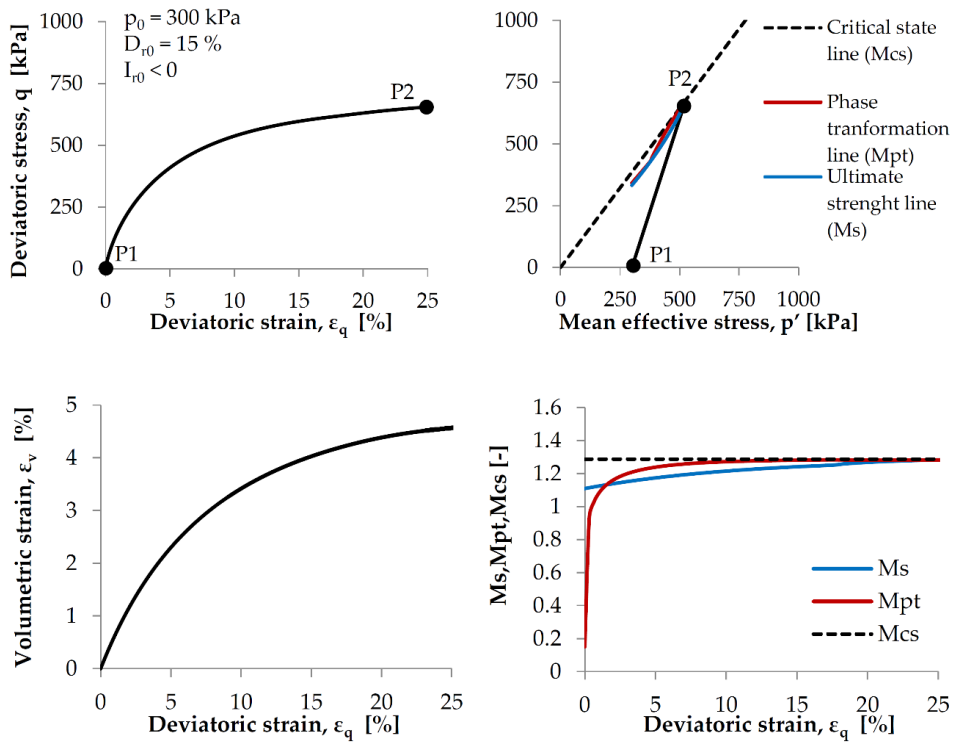 p0 = 300 kPa
Dr0 = 15 %
Ir0 < 0
Deviatoric stress, q [kPa]
1000
750
500
250
0
P2
P1
0
5
10
15
20
25
Deviatoric strain, εq [%]
1000
750
500
250
0
P2
P1
0
250
500
750
1000
Mean effective stress, p' [kPa]
Critical state
line (Mcs)
Phase
tranformation
line (Mpt)
Ultimate
strenght line
(Ms)
Volumetric strain, εv [%]
5
4
3
2
1
0
0
5
10
15
20
25
Deviatoric strain, εq [%]
Ms,Mpt,Mcs [-]
1.6
1.4
1.2
1
0.8
0.6
0.4
0.2
0
Ms
Mpt
Mcs
0
5
10
15
20
25
Deviatoric strain, εq [%]